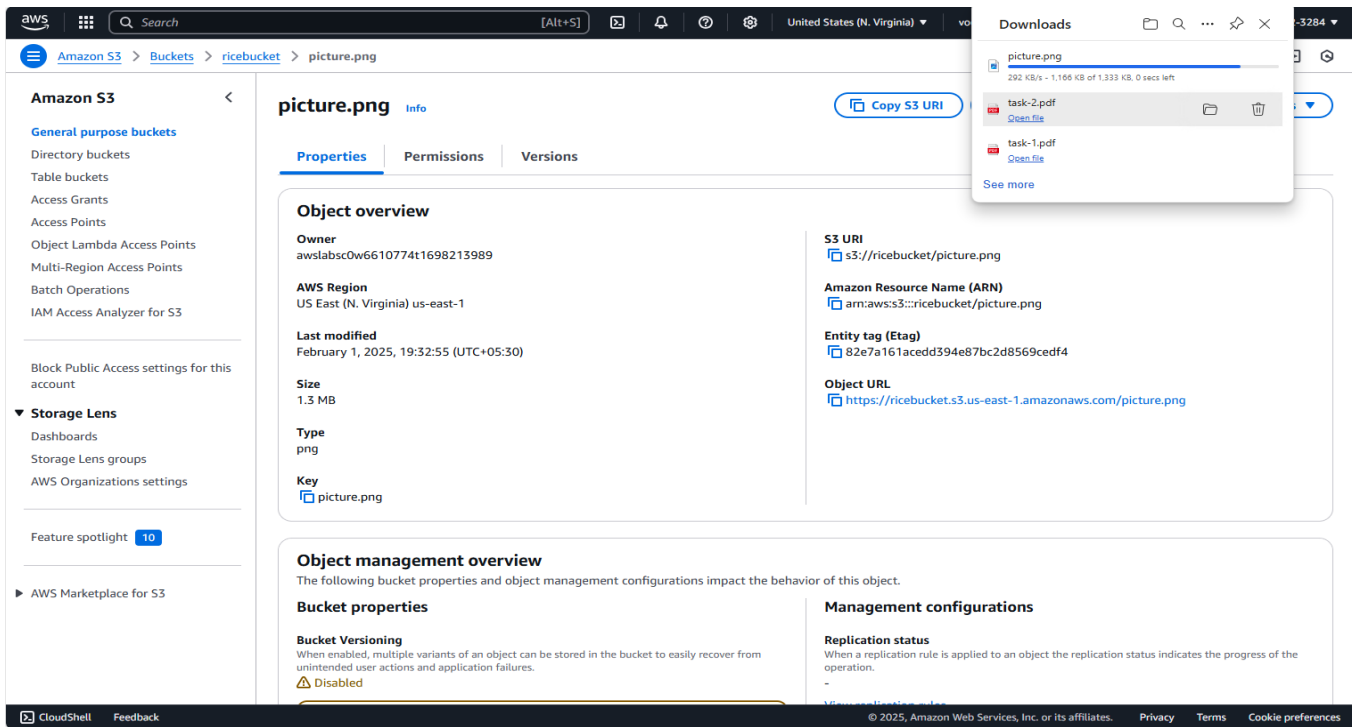 aws
Search [Alt+S]
United States (N. Virginia) ▼
-3284 ▼
Amazon S3 > Buckets > ricebucket > picture.png
Amazon S3
General purpose buckets
Directory buckets
Table buckets
Access Grants
Access Points
Object Lambda Access Points
Multi-Region Access Points
Batch Operations
IAM Access Analyzer for S3
Block Public Access settings for this
account
▼ Storage Lens
Dashboards
Storage Lens groups
AWS Organizations settings
Feature spotlight 10
▶ AWS Marketplace for S3
picture.png Info
Copy S3 URI
Properties
Permissions
Versions
Downloads
picture.png
292 KB/s - 1,166 KB of 1,333 KB, 0 secs left
PDF
task-2.pdf
Open file
PDF
task-1.pdf
Open file
See more
Object overview
Owner
awslabsc0w6610774t1698213989
AWS Region
US East (N. Virginia) us-east-1
Last modified
February 1, 2025, 19:32:55 (UTC+05:30)
Size
1.3 MB
Type
png
Key
picture.png
S3 URI
s3://ricebucket/picture.png
Amazon Resource Name (ARN)
arn:aws:s3:::ricebucket/picture.png
Entity tag (Etag)
82e7a161acedd394e87bc2d8569cedf4
Object URL
https://ricebucket.s3.us-east-1.amazonaws.com/picture.png
Object management overview
The following bucket properties and object management configurations impact the behavior of this object.
Bucket properties
Bucket Versioning
When enabled, multiple variants of an object can be stored in the bucket to easily recover from
unintended user actions and application failures.
Disabled
Management configurations
Replication status
When a replication rule is applied to an object the replication status indicates the progress of the
operation.
-
CloudShell
Feedback
© 2025, Amazon Web Services, Inc. or its affiliates.
Privacy
Terms
Cookie preferences